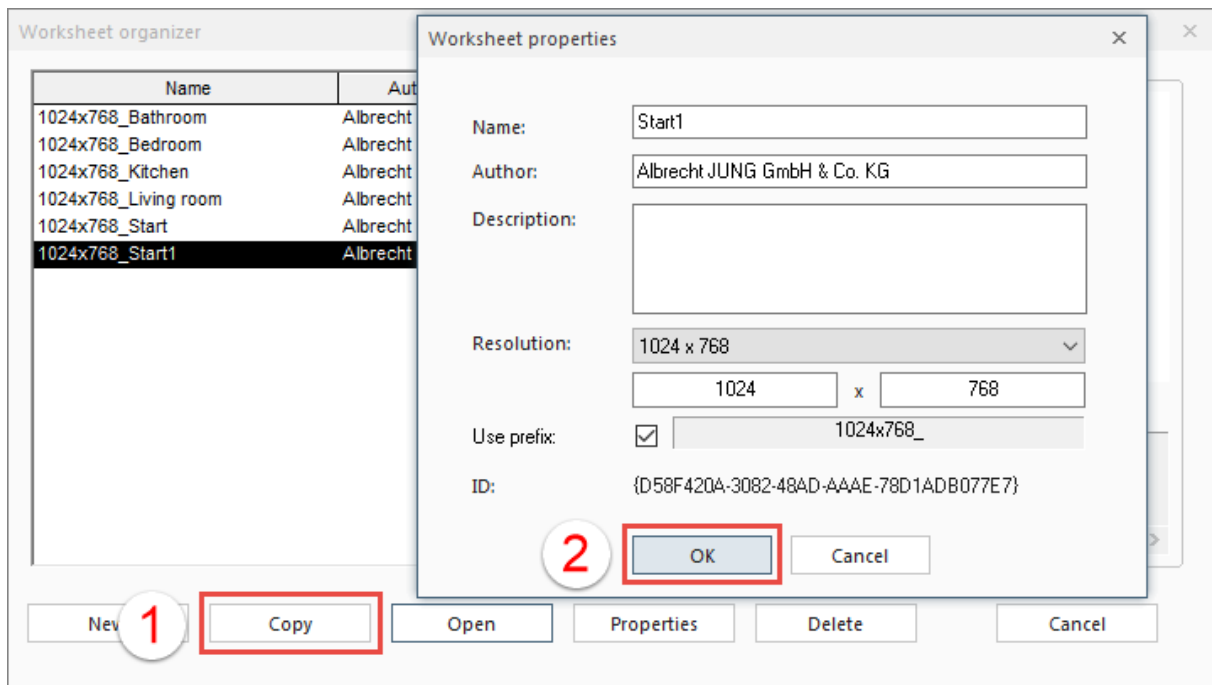 Worksheet organizer
Name Aut
1024x768_Bathroom Albrecht
1024x768_Bedroom Albrecht
1024x768_Kitchen Albrecht
1024x768_Living room Albrecht
1024x768_Start Albrecht
1024x768_Start1 Albrecht
Worksheet properties
Name: Start1
Author: Albrecht JUNG GmbH & Co. KG
Description:
Resolution: 1024 x 768
1024 x 768
Use prefix: 1024x768_
ID: {D58F420A-3082-48AD-AAAE-78D1ADB077E7}
2 OK Cancel
New 1 Copy Open Properties Delete Cancel